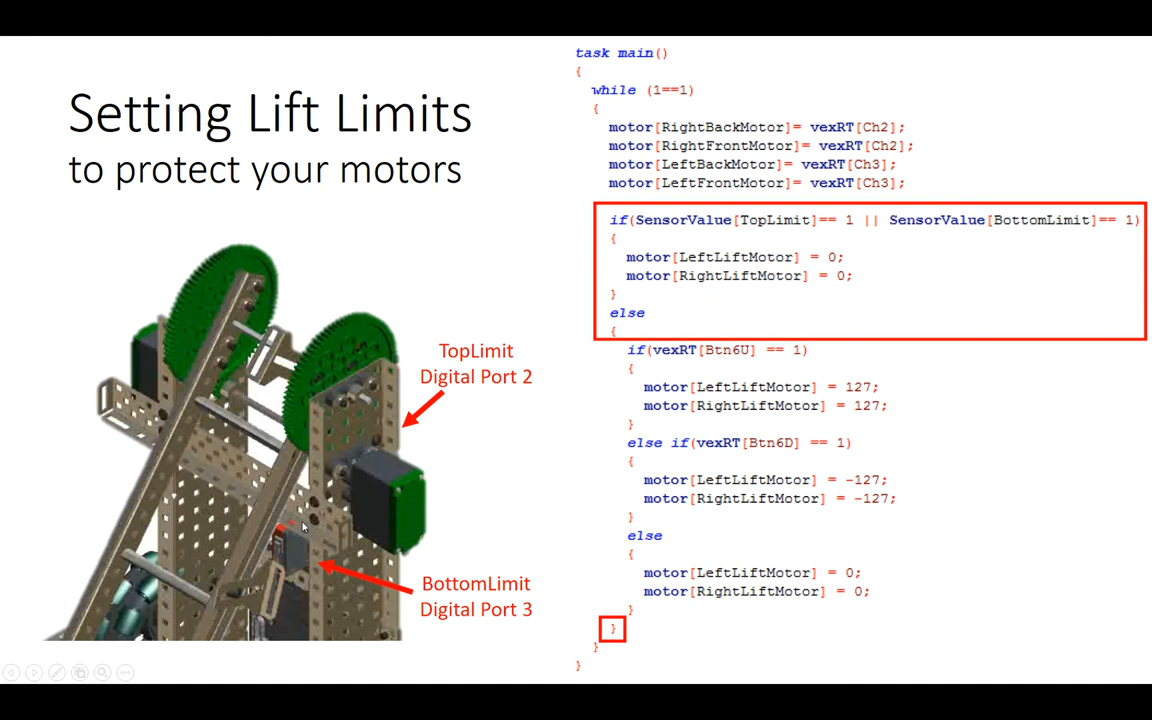 Setting Lift Limits
to protect your motors
TopLimit
Digital Port 2
BottomLimit
Digital Port 3
task main()
{
while (1==1)
{
motor[RightBackMotor]= vexRT[Ch2];
motor[RightFrontMotor]= vexRT[Ch2];
motor[LeftBackMotor]= vexRT[Ch3];
motor[LeftFrontMotor]= vexRT[Ch3];
if(SensorValue[TopLimit]== 1 || SensorValue[BottomLimit]== 1)
{
motor[LeftLiftMotor] = 0;
motor[RightLiftMotor] = 0;
}
else
{
if(vexRT[Btn6U] == 1)
{
motor[LeftLiftMotor] = 127;
motor[RightLiftMotor] = 127;
}
else if(vexRT[Btn6D] == 1)
{
motor[LeftLiftMotor] = -127;
motor[RightLiftMotor] = -127;
}
else
{
motor[LeftLiftMotor] = 0;
motor[RightLiftMotor] = 0;
}
}
}
}